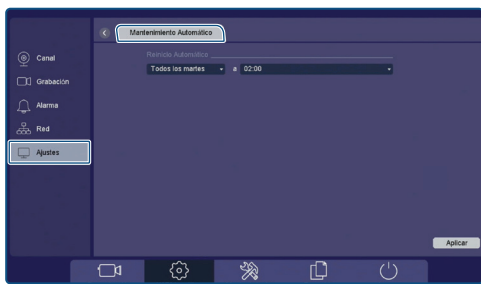 Mantenimiento Automático
Canal
Grabación
Alarma
Red
Ajustes
Reinicio Automático
Todos los martes a 02:00
Aplicar